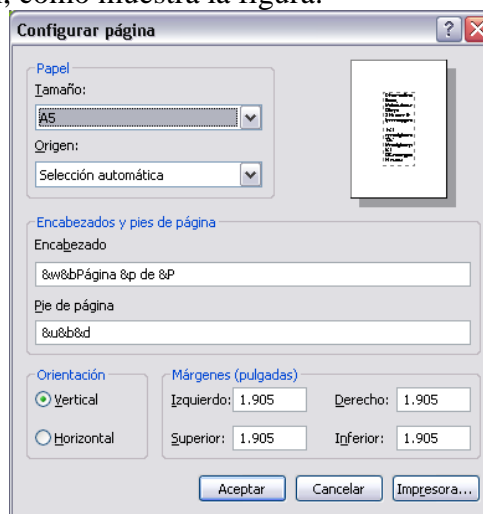 , como muestra la figura.
Configurar página
Papel
Tamaño:
A5
Origen:
Selección automática
Encabezados y pies de página
Encabezado
&w&bPágina &p de &P
Pie de página
&u&b&d
Orientación
Vertical
Horizontal
Márgenes (pulgadas)
Izquierdo: 1.905 Derecho: 1.905
Superior: 1.905 Inferior: 1.905
Aceptar Cancelar Impresora...